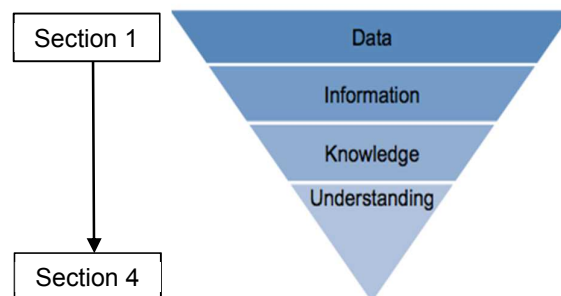 Section 1
Data
Information
Knowledge
Understanding
Section 4